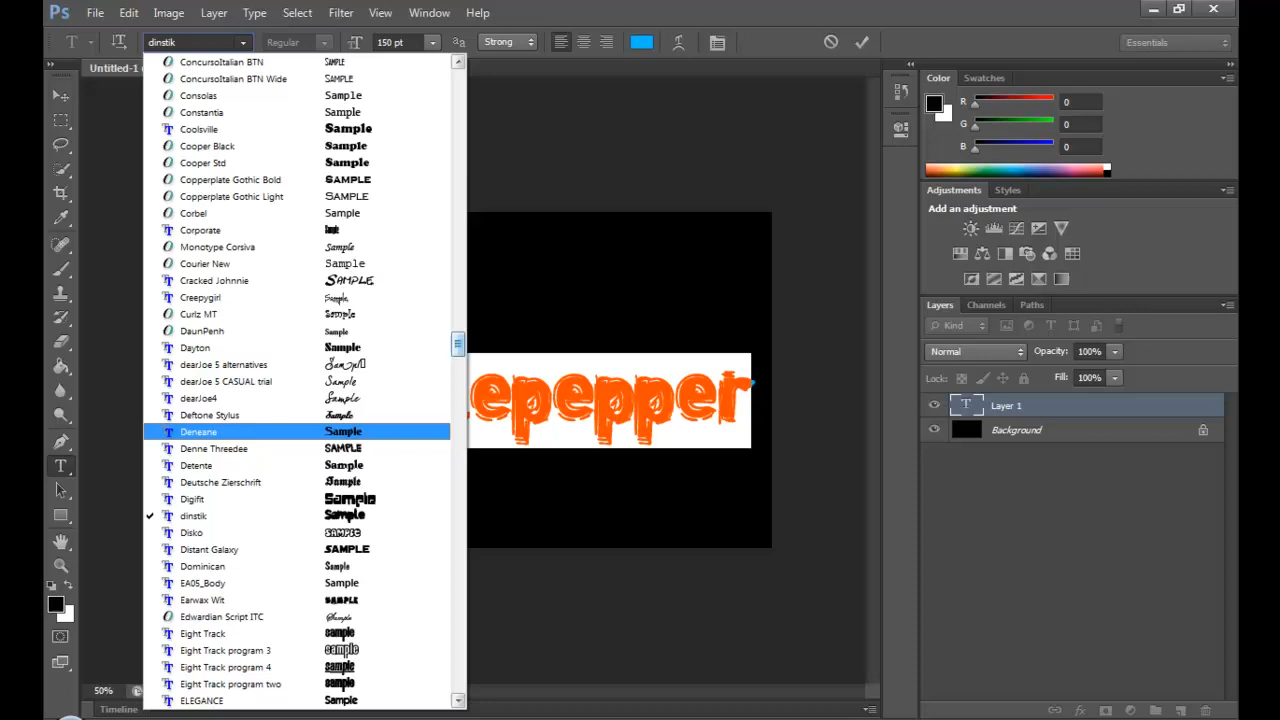 Ps File Edit Image Layer Type Select Filter View Window Help
T dinstik Regular 150 pt aa Strong Essentials
Untitled-1
ConcursoItalian BTN SAMPLE
ConcursoItalian BTN Wide SAMPLE
Consolas Sample
Constantia Sample
Coolsville Sample
Cooper Black Sample
Cooper Std Sample
Copperplate Gothic Bold SAMPLE
Copperplate Gothic Light SAMPLE
Corbel Sample
Corporate Sample
Monotype Corsiva Sample
Courier New Sample
Cracked Johnnie SAMPLE
Creepygirl Sample
Curlz MT Sample
DaunPenh Sample
Dayton Sample
dearJoe 5 alternatives Sampl
dearJoe 5 CASUAL trial Sample
dearJoe4 Sample
Deftone Stylus Sample
Deneane Sample
Denne Threedee SAMPLE
Detente Sample
Deutsche Zierschrift Sample
Digifit Sample
dinstik Sample
Disko SAMPLE
Distant Galaxy SAMPLE
Dominican Sample
EA05_Body Sample
Earwax Wit SAMPLE
Edwardian Script ITC Sample
Eight Track sample
Eight Track program 3 sample
Eight Track program 4 sample
Eight Track program two sample
ELEGANCE Sample
epepper
Color Swatches
R 0
G 0
B 0
Adjustments Styles
Add an adjustment
Layers Channels Paths
Kind
Normal Opacity: 100%
Lock: Fill: 100%
T Layer 1
Background
fx
50%
Timeline